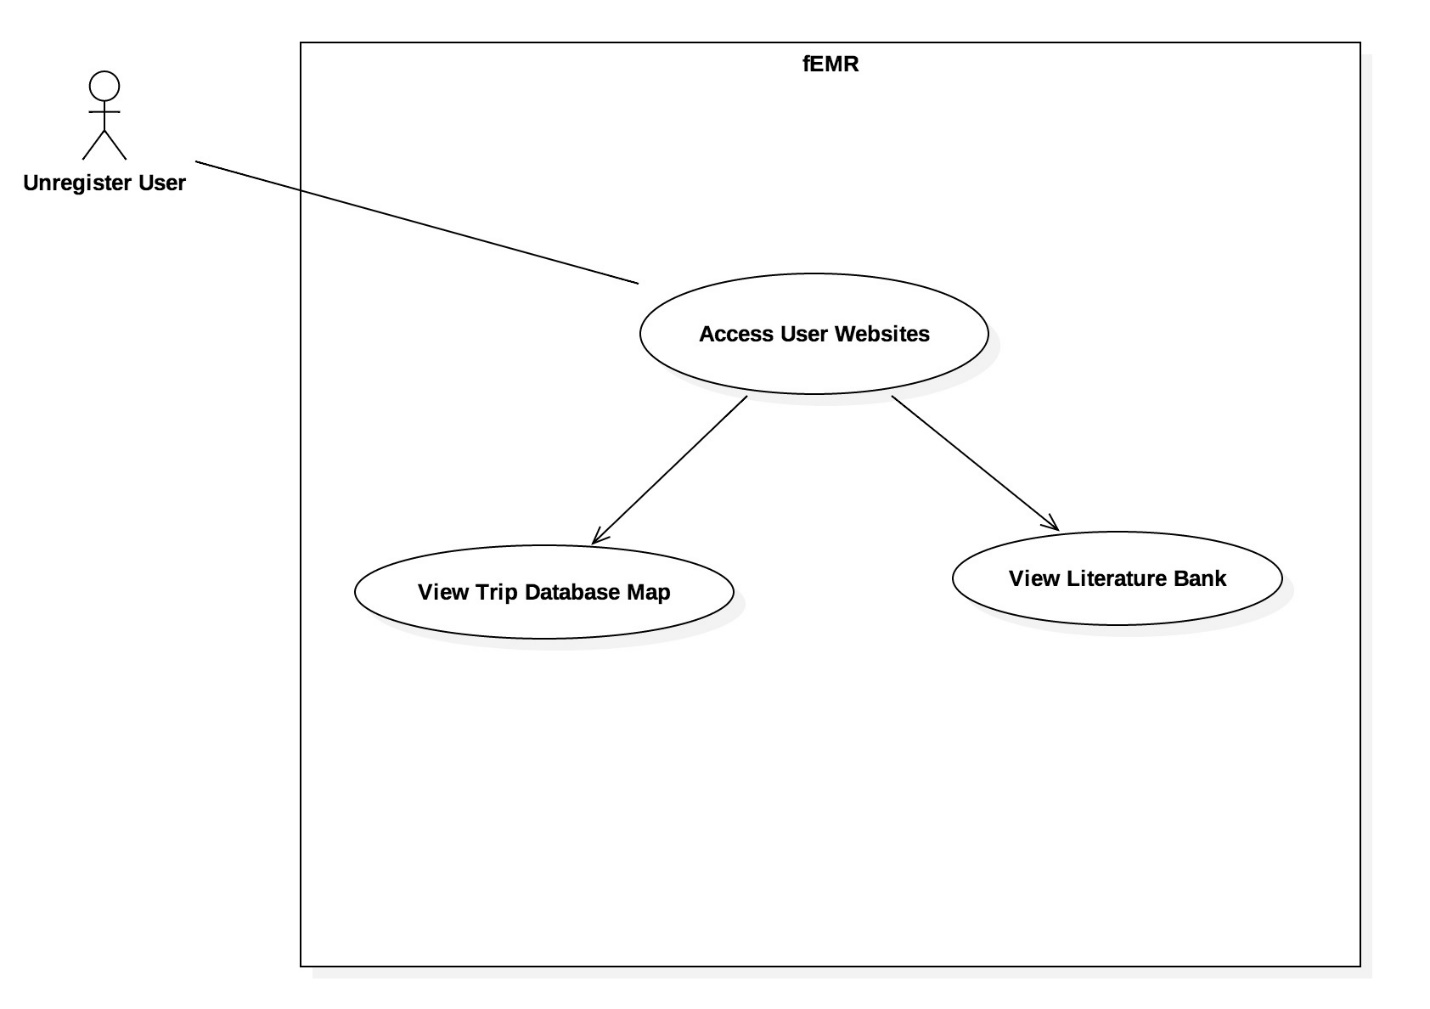 fEMR
Unregister User
Access User Websites
View Trip Database Map
View Literature Bank